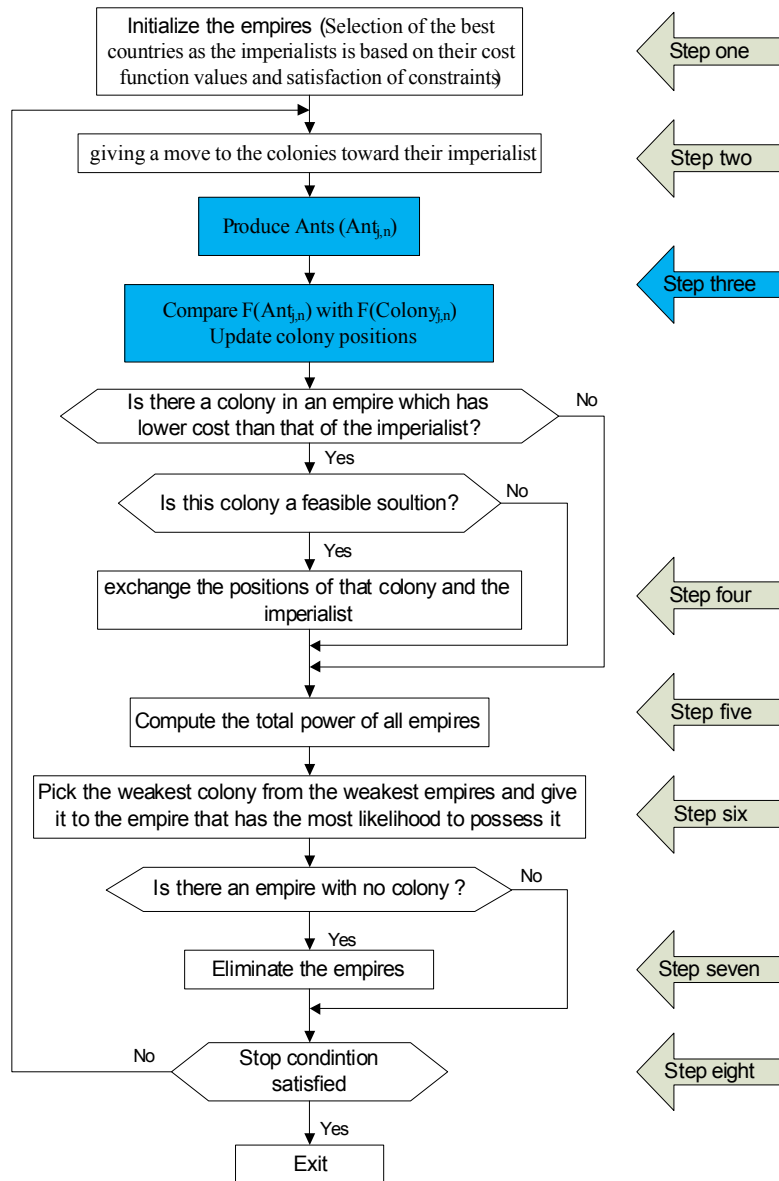 Initialize the empires (Selection of the best
countries as the imperialists is based on their cost
function values and satisfaction of constraints)
Step one
giving a move to the colonies toward their imperialist
Step two
Produce Ants (Antj,n)
Step three
Compare F(Antj,n) with F(Colonyj,n)
Update colony positions
Is there a colony in an empire which has
lower cost than that of the imperialist?
No
Yes
Is this colony a feasible soultion?
No
Yes
exchange the positions of that colony and the
imperialist
Step four
Compute the total power of all empires
Step five
Pick the weakest colony from the weakest empires and give
it to the empire that has the most likelihood to possess it
Step six
Is there an empire with no colony ?
No
Yes
Eliminate the empires
Step seven
No
Stop condintion
satisfied
Step eight
Yes
Exit